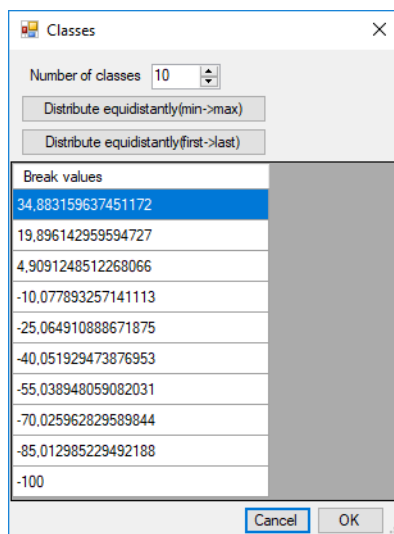 Classes
Number of classes 10
Distribute equidistantly(min->max)
Distribute equidistantly(first->last)
Break values
34,883159637451172
19,896142959594727
4,9091248512268066
-10,077893257141113
-25,064910888671875
-40,051929473876953
-55,038948059082031
-70,025962829589844
-85,012985229492188
-100
Cancel OK